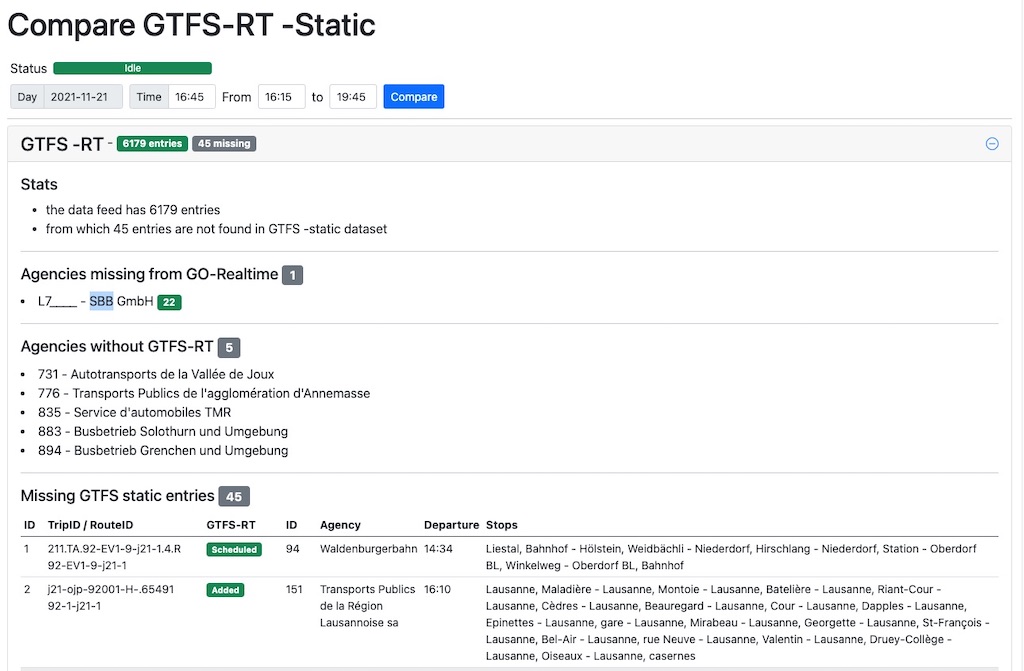 Compare GTFS-RT -Static
Status Idle
Day 2021-11-21 Time 16:45 From 16:15 to 19:45 Compare
GTFS -RT - 6179 entries 45 missing
Stats
• the data feed has 6179 entries
• from which 45 entries are not found in GTFS -static dataset
Agencies missing from GO-Realtime 1
• L7____ - SBB GmbH 22
Agencies without GTFS-RT 5
• 731 - Autotransports de la Vallée de Joux
• 776 - Transports Publics de l'agglomération d'Annemasse
• 835 - Service d'automobiles TMR
• 883 - Busbetrieb Solothurn und Umgebung
• 894 - Busbetrieb Grenchen und Umgebung
Missing GTFS static entries 45
ID TripID / RouteID GTFS-RT ID Agency Departure Stops
1 211.TA.92-EV1-9-j21-1.4.R Scheduled 94 Waldenburgerbahn 14:34 Liestal, Bahnhof - Hölstein, Weidbächli - Niederdorf, Hirschlang - Niederdorf, Station - Oberdorf
92-EV1-9-j21-1 BL, Winkelweg - Oberdorf BL, Bahnhof
2 j21-ojp-92001-H-.65491 Added 151 Transports Publics 16:10 Lausanne, Maladière - Lausanne, Montoie - Lausanne, Batelière - Lausanne, Riant-Cour -
92-1-j21-1 de la Région Lausanne, Cèdres - Lausanne, Beauregard - Lausanne, Cour - Lausanne, Dapples - Lausanne,
Lausannoise sa Epinettes - Lausanne, gare - Lausanne, Mirabeau - Lausanne, Georgette - Lausanne, St-François -
Lausanne, Bel-Air - Lausanne, rue Neuve - Lausanne, Valentin - Lausanne, Druey-Collège -
Lausanne, Oiseaux - Lausanne, casernes